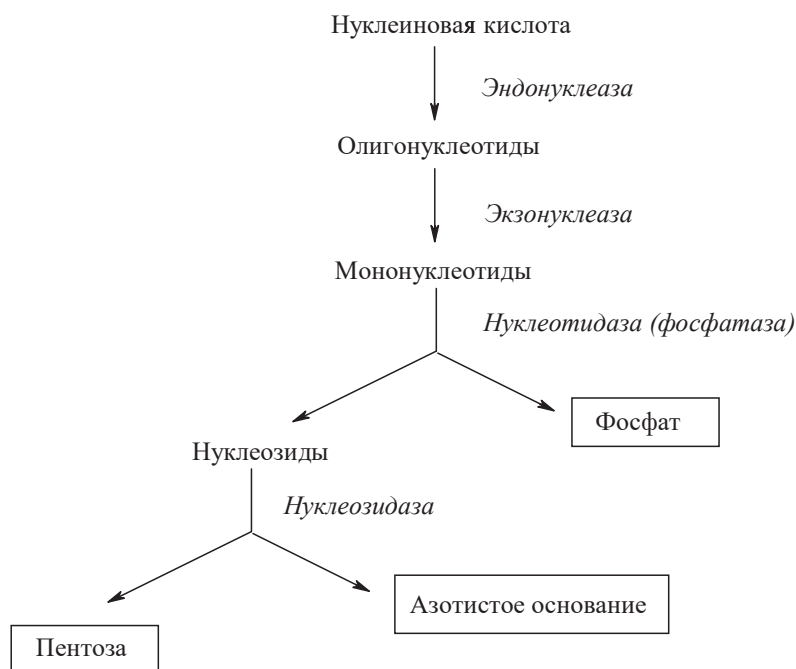 Нуклеиновая кислота
Эндонуклеаза
Олигонуклеотиды
Экзонуклеаза
Мононуклеотиды
Нуклеотидаза (фосфатаза)
Фосфат
Нуклеозиды
Нуклеозидаза
Азотистое основание
Пентоза